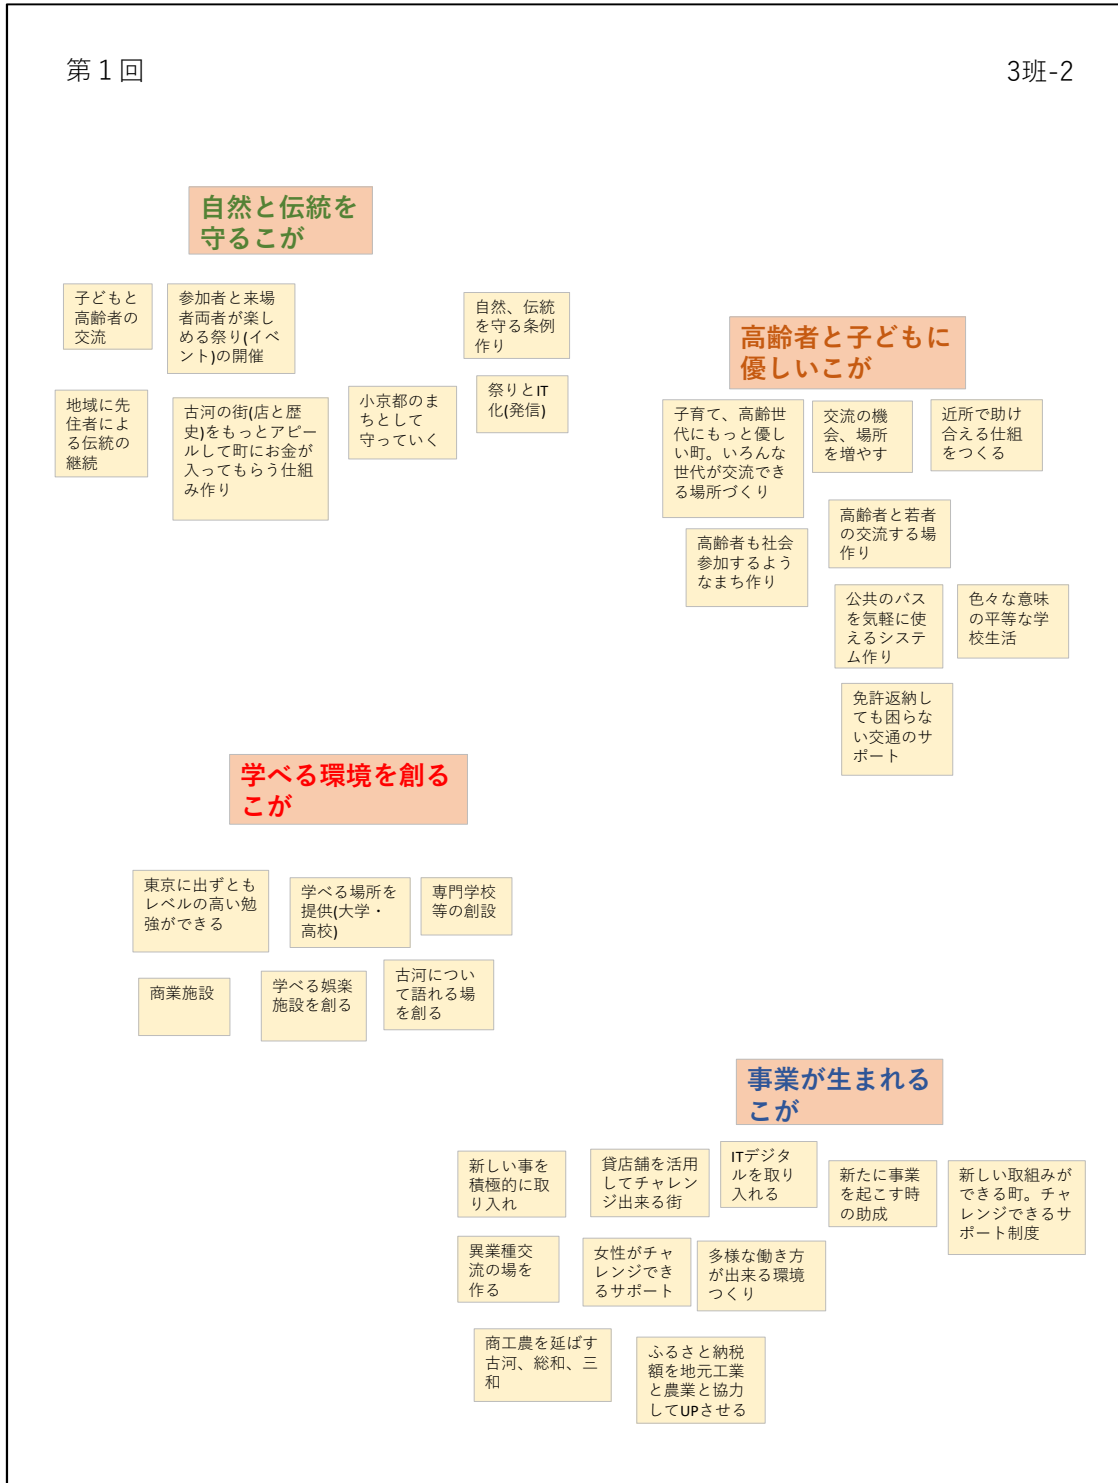 第１回
3班-2
自然と伝統を
守るこが
子どもと
高齢者の
交流
参加者と来場
者両者が楽し
める祭り(イベ
ント)の開催
自然、伝統
を守る条例
作り
地域に先
住者によ
る伝統の
継続
古河の街(店と歴
史)をもっとアピ
ールして町にお金が
入ってもらう仕組
み作り
小京都のま
ちとして
守っていく
祭りとIT
化(発信)
高齢者と子どもに
優しいこが
子育て、高齢世
代にもっと優し
い町。いろんな
世代が交流でき
る場所づくり
交流の機
会、場所
を増やす
近所で助け
合える仕組
をつくる
高齢者も社会
参加するよう
なまち作り
高齢者と若者
の交流する場
作り
公共のバス
を気軽に使
えるシステ
ム作り
色々な意味
の平等な学
校生活
免許返納し
ても困らな
い交通のサ
ポート
学べる環境を創る
こが
東京に出ずとも
レベルの高い勉
強ができる
学べる場所を
提供(大学・
高校)
専門学校
等の創設
商業施設
学べる娯楽
施設を創る
古河につい
て語れる場
を創る
事業が生まれる
こが
新しい事を
積極的に取
り入れ
貸店舗を活用
してチャレン
ジ出来る街
ITデジタ
ルを取り
入れる
新たに事業
を起こす時
の助成
新しい取組みが
できる町。チャ
レンジできるサ
ポート制度
異業種交
流の場を
作る
女性がチャ
レンジでき
るサポート
多様な働き方
が出来る環境
つくり
商工農を延ばす
古河、総和、三
和
ふるさと納税
額を地元工業
と農業と協力
してUPさせる